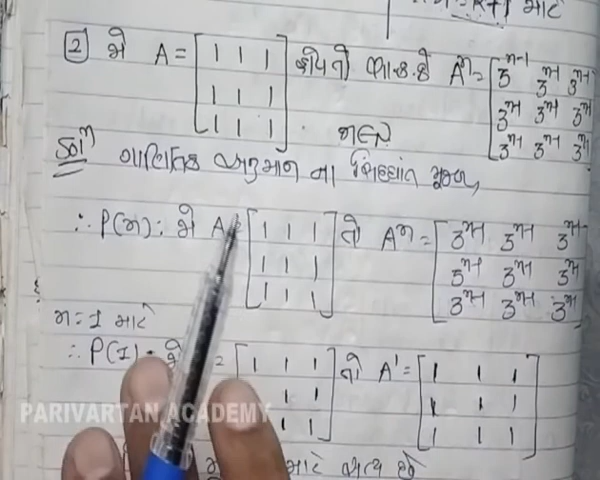 માટે
2 જો A = [1 1 1 હોય તો સા.ક.કે Aⁿ = [3ⁿ⁻¹ 3ⁿ⁻¹ 3ⁿ⁻¹
1 1 1 3ⁿ⁻¹ 3ⁿ⁻¹ 3ⁿ⁻¹
1 1 1] n∈N 3ⁿ⁻¹ 3ⁿ⁻¹ 3ⁿ⁻¹
Solⁿ ગાણિતિક અનુમાન ના સિધ્ધાંત મુજબ,
∴ P(n): જો A = [1 1 1 તો Aⁿ = [3ⁿ⁻¹ 3ⁿ⁻¹ 3ⁿ⁻¹
1 1 1 3ⁿ⁻¹ 3ⁿ⁻¹ 3ⁿ⁻¹
1 1 1] 3ⁿ⁻¹ 3ⁿ⁻¹ 3ⁿ⁻¹
n=1 માટે
∴ P(1): જો = [1 1 1 તો A¹ = [1 1 1
1 1 1 1 1
1 1] 1 1 1]
PARIVARTAN ACADEMY
માટે સત્ય છે